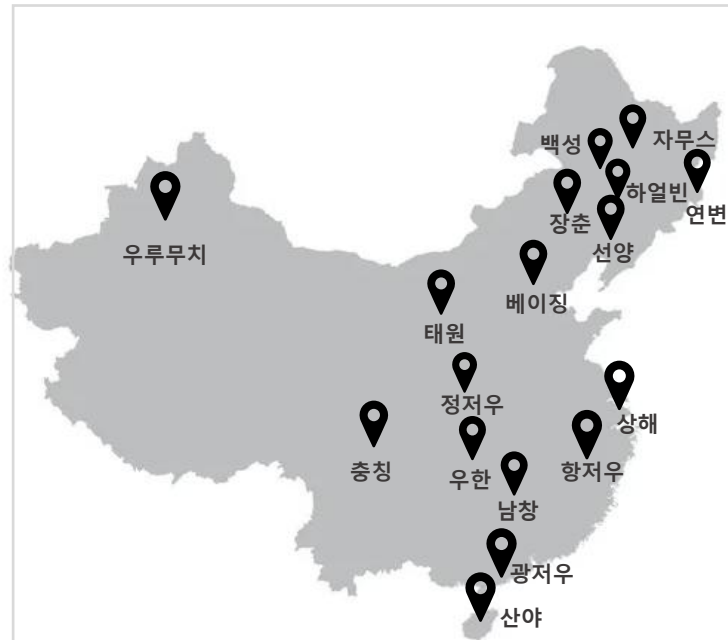 자무스
백성
하얼빈
연변
장춘
선양
우루무치
베이징
태원
정저우
상해
충칭
우한
항저우
남창
광저우
산야